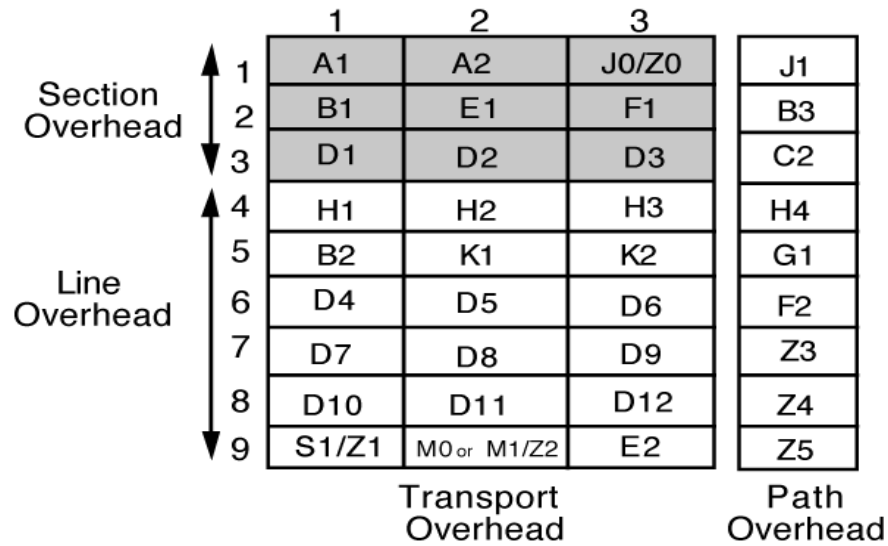 1 2 3
1 A1 A2 J0/Z0 J1
Section Overhead
2 B1 E1 F1 B3
3 D1 D2 D3 C2
4 H1 H2 H3 H4
5 B2 K1 K2 G1
Line Overhead
6 D4 D5 D6 F2
7 D7 D8 D9 Z3
8 D10 D11 D12 Z4
9 S1/Z1 M0 or M1/Z2 E2 Z5
Transport Overhead
Path Overhead